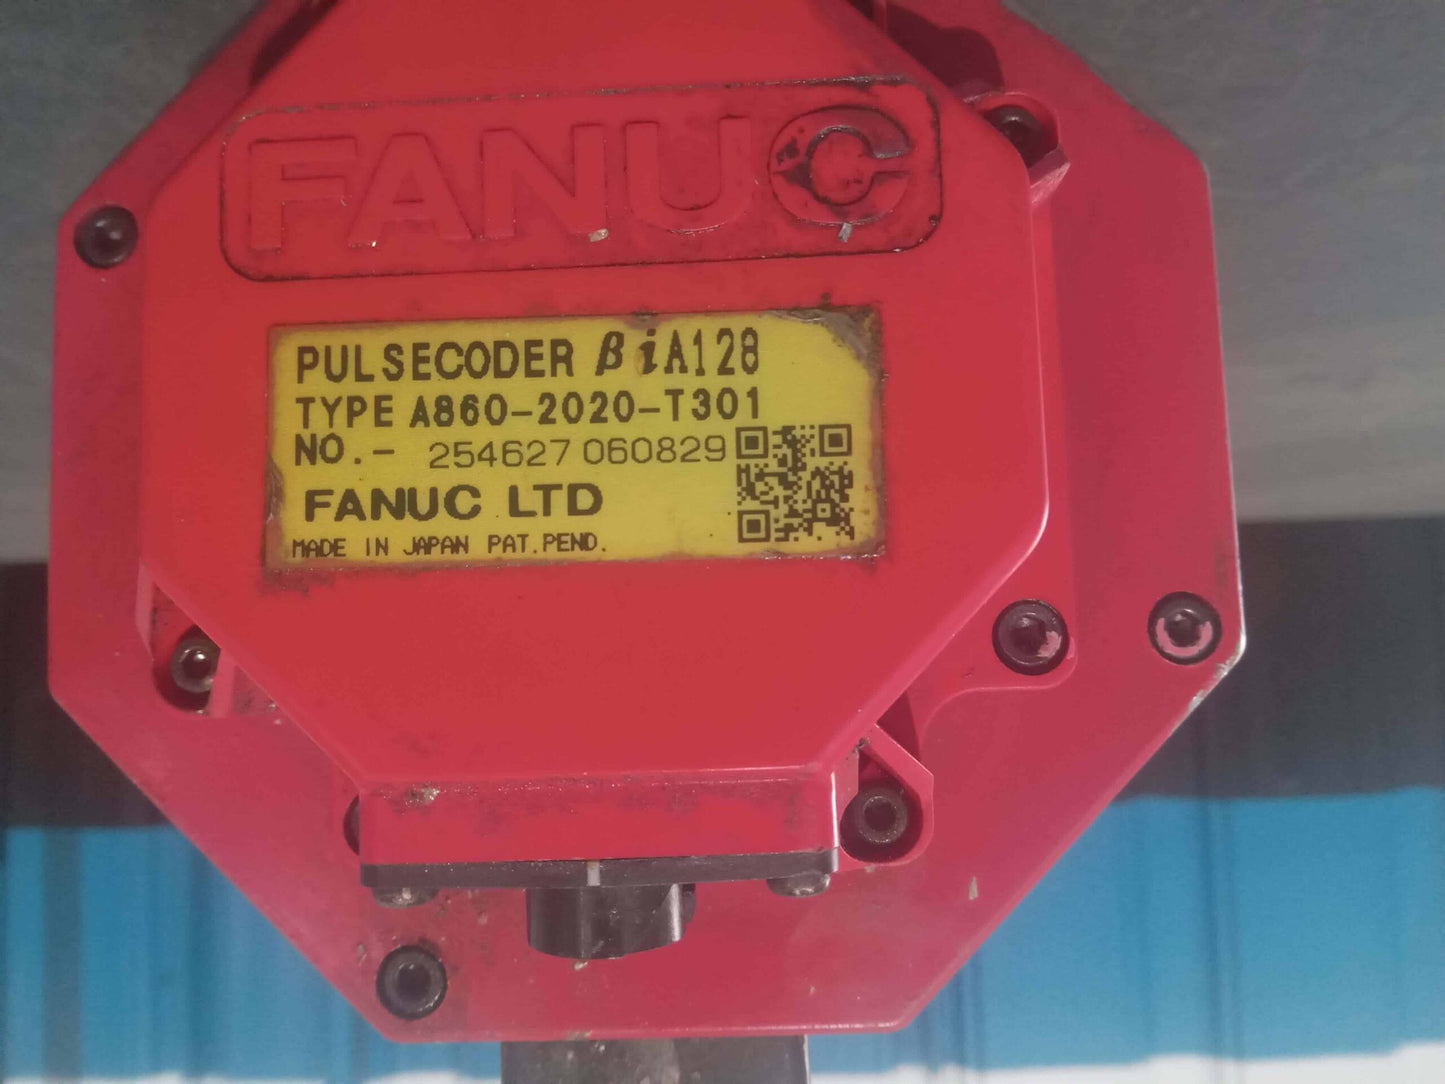 FANUC
PULSECODER βiA128
TYPE A860-2020-T301
NO.- 254627 060829
FANUC LTD
MADE IN JAPAN PAT.PEND.